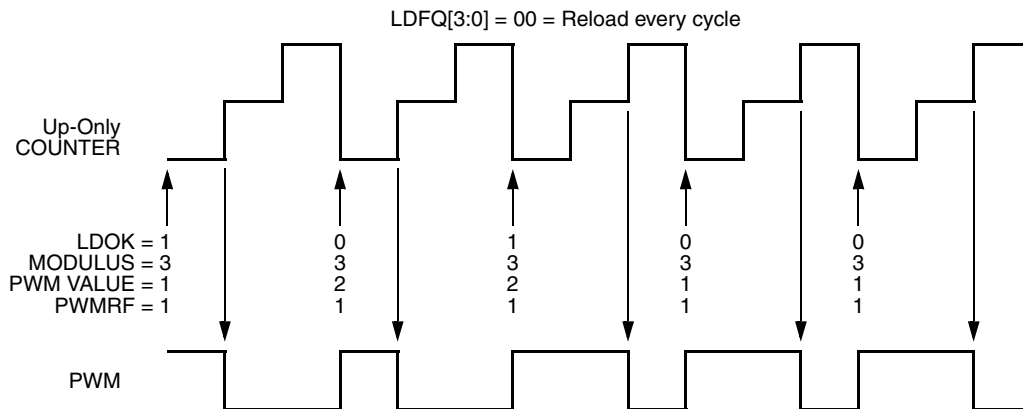 LDFQ[3:0] = 00 = Reload every cycle
Up-Only
COUNTER
LDOK = 1 0 1 0 0
MODULUS = 3 3 3 3 3
PWM VALUE = 1 2 2 1 1
PWMRF = 1 1 1 1 1
PWM